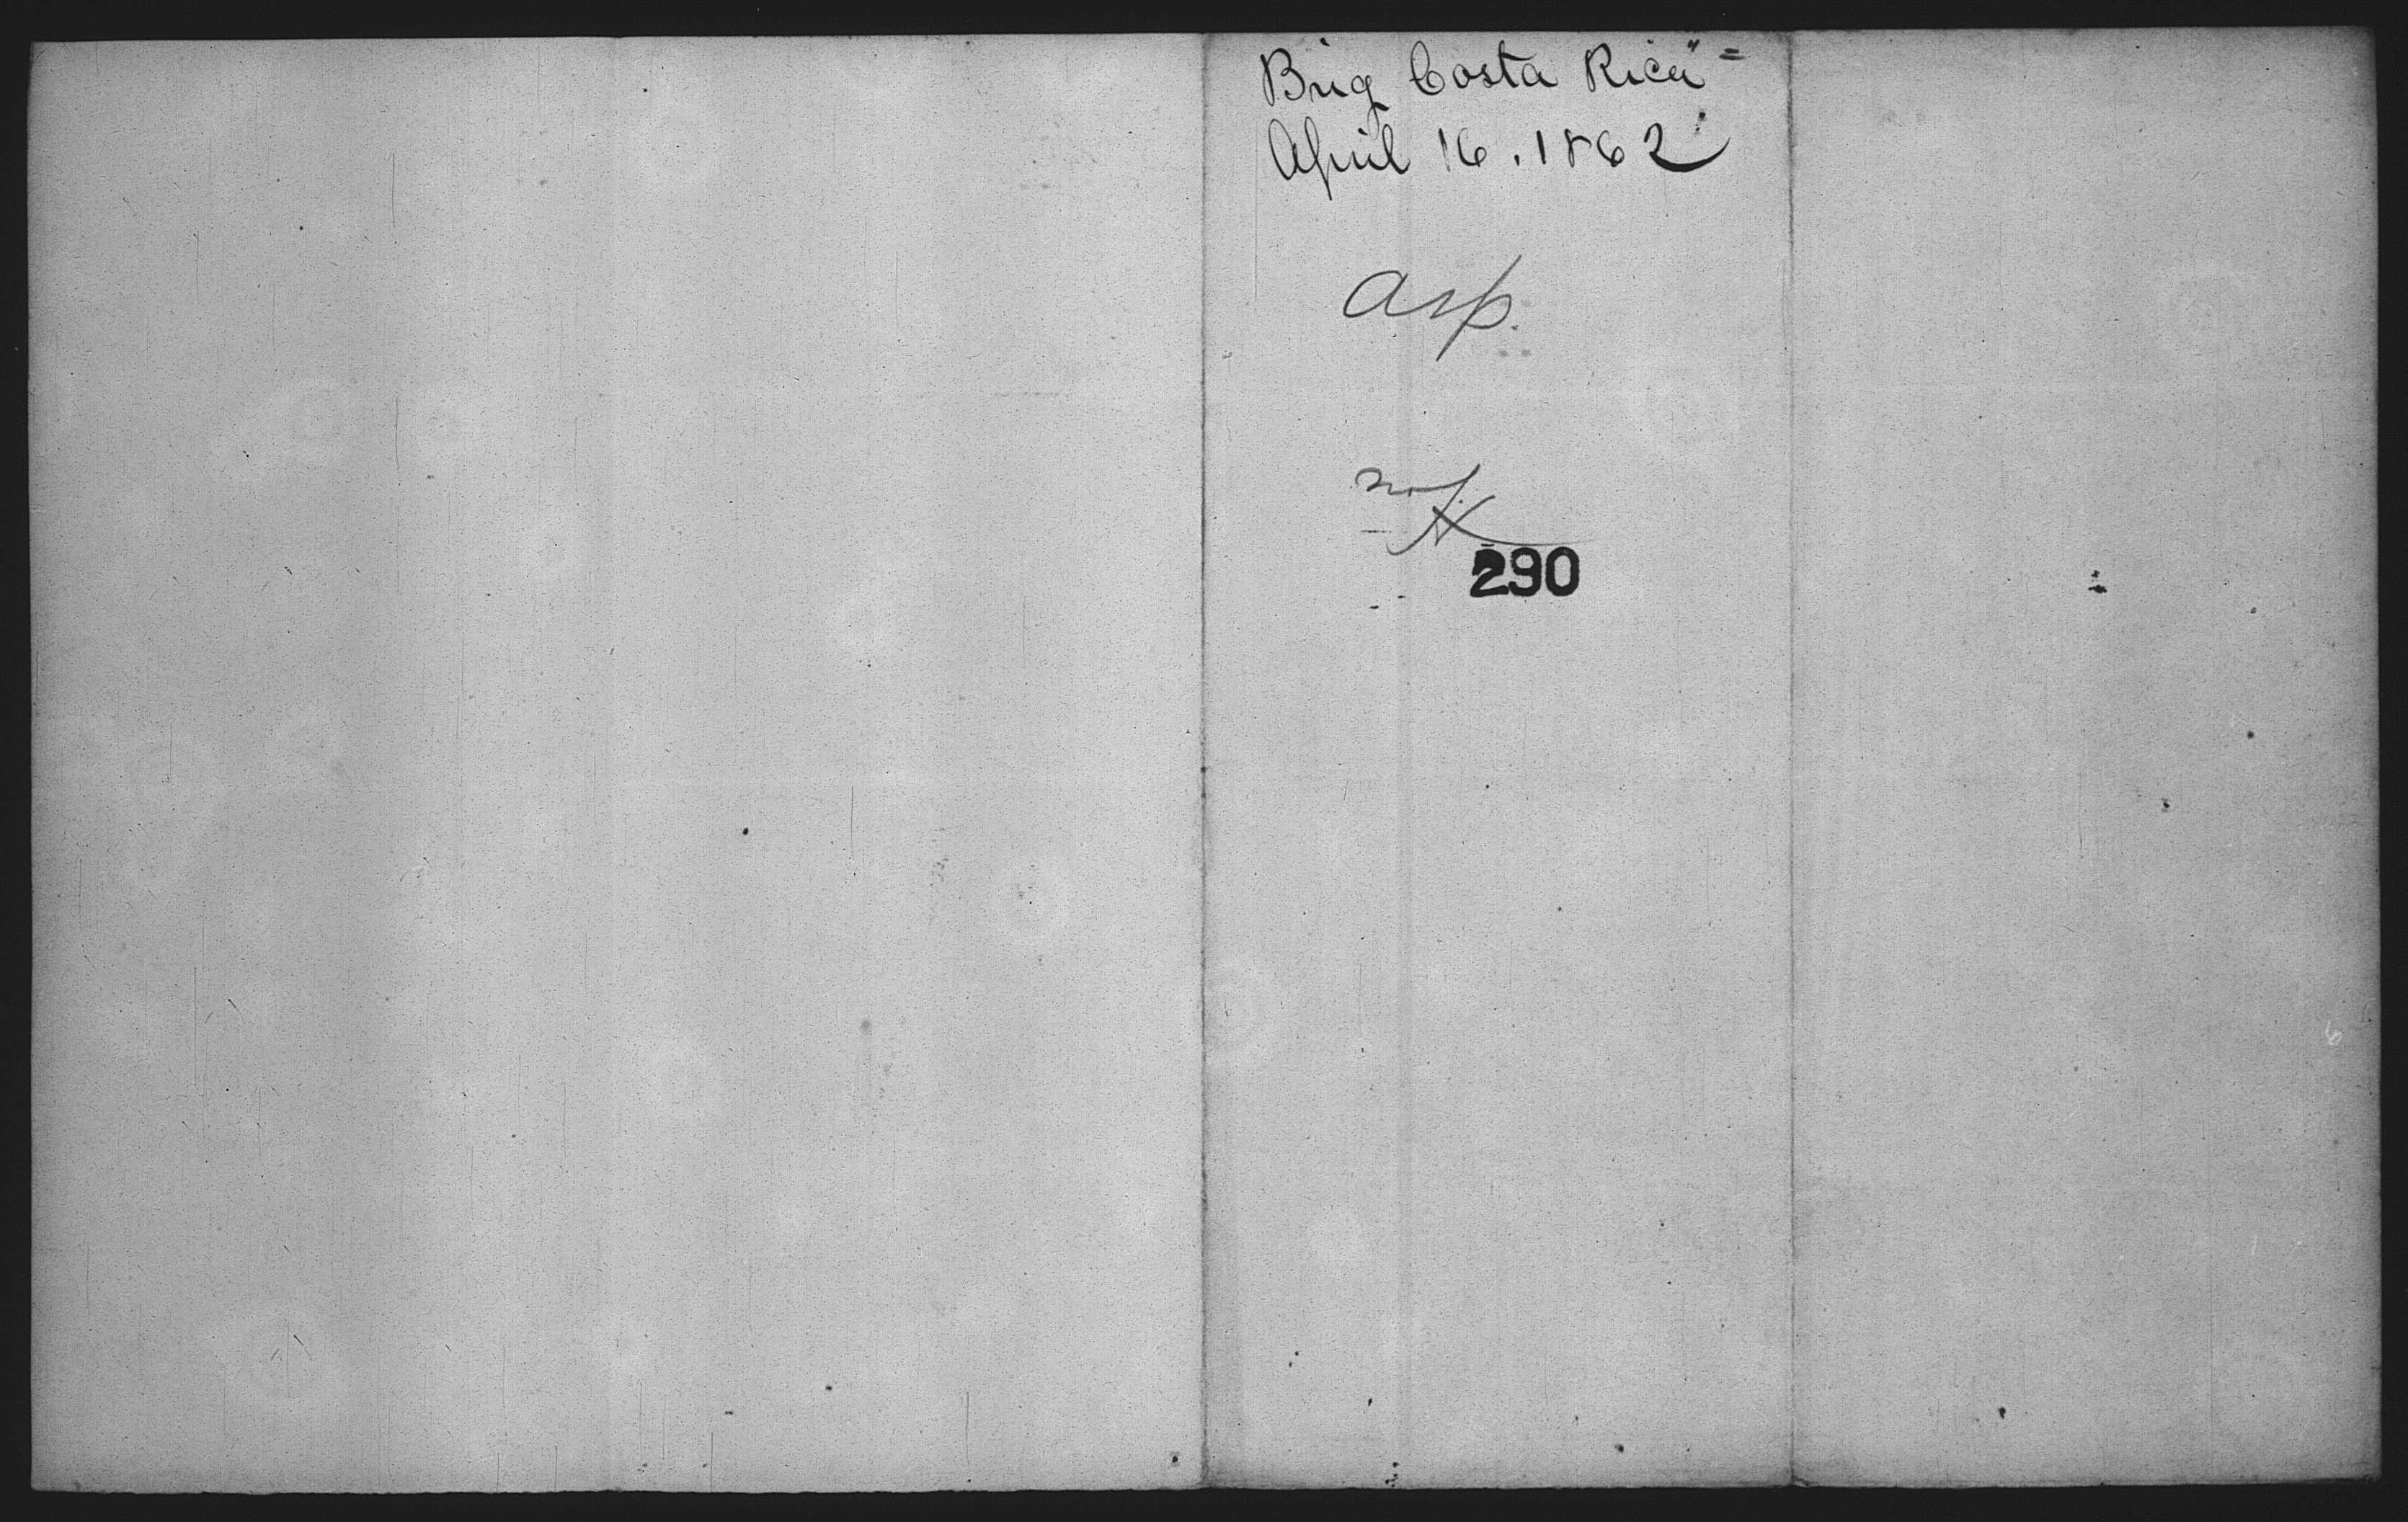 Brig Costa Rica" =
April 16. 1862
Asp.
290